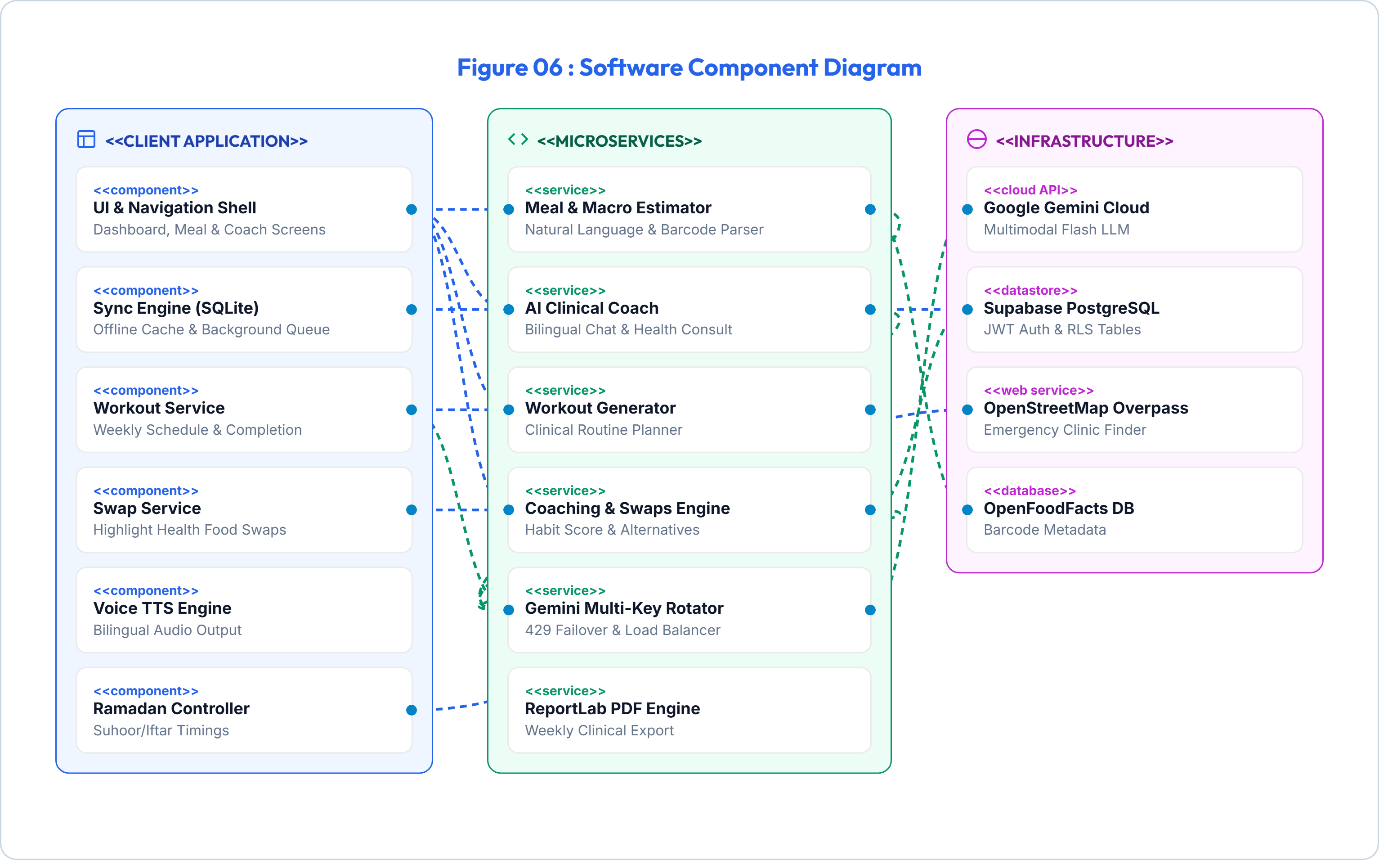 Figure 06 : Software Component Diagram
<<CLIENT APPLICATION>>
<<component>>
UI & Navigation Shell
Dashboard, Meal & Coach Screens
<<component>>
Sync Engine (SQLite)
Offline Cache & Background Queue
<<component>>
Workout Service
Weekly Schedule & Completion
<<component>>
Swap Service
Highlight Health Food Swaps
<<component>>
Voice TTS Engine
Bilingual Audio Output
<<component>>
Ramadan Controller
Suhoor/Iftar Timings
<<MICROSERVICES>>
<<service>>
Meal & Macro Estimator
Natural Language & Barcode Parser
<<service>>
AI Clinical Coach
Bilingual Chat & Health Consult
<<service>>
Workout Generator
Clinical Routine Planner
<<service>>
Coaching & Swaps Engine
Habit Score & Alternatives
<<service>>
Gemini Multi-Key Rotator
429 Failover & Load Balancer
<<service>>
ReportLab PDF Engine
Weekly Clinical Export
<<INFRASTRUCTURE>>
<<cloud API>>
Google Gemini Cloud
Multimodal Flash LLM
<<datastore>>
Supabase PostgreSQL
JWT Auth & RLS Tables
<<web service>>
OpenStreetMap Overpass
Emergency Clinic Finder
<<database>>
OpenFoodFacts DB
Barcode Metadata